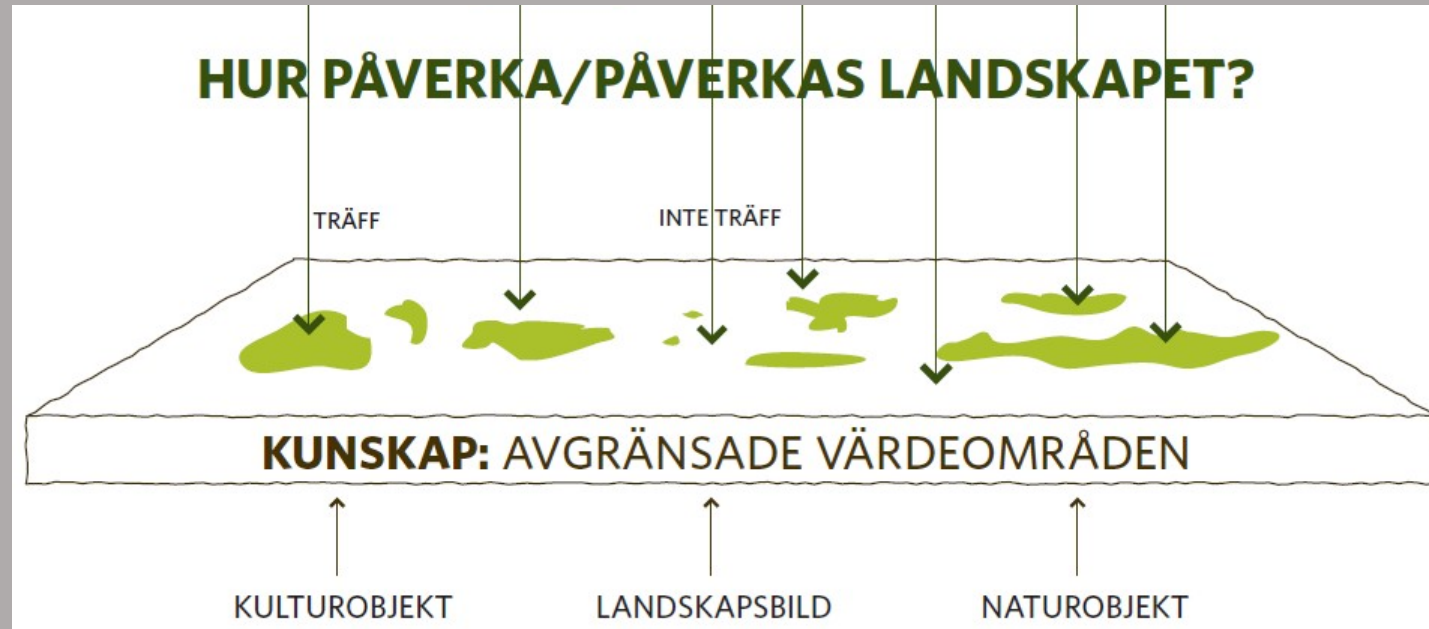 HUR PÅVERKA/PÅVERKAS LANDSKAPET?
TRÄFF
INTE TRÄFF
KUNSKAP: AVGRÄNSADE VÄRDEOMRÅDEN
KULTUROBJEKT
LANDSKAPSBILD
NATUROBJEKT